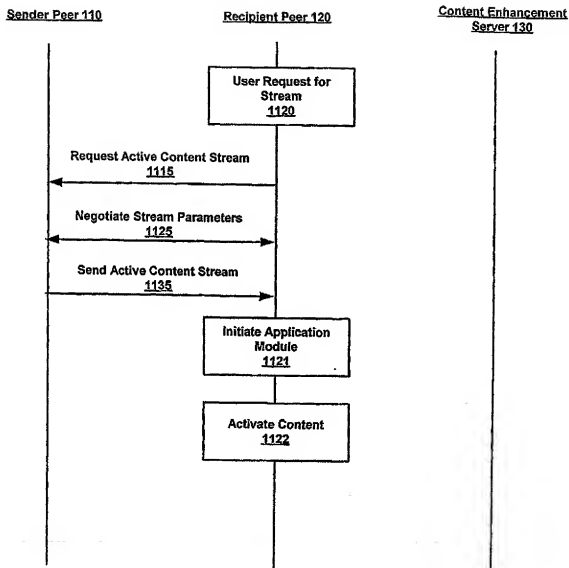 Sender Peer 110
Recipient Peer 120
Content Enhancement
Server 130
User Request for
Stream
1120
Request Active Content Stream
1115
Negotiate Stream Parameters
1125
Send Active Content Stream
1135
Initiate Application
Module
1121
Activate Content
1122